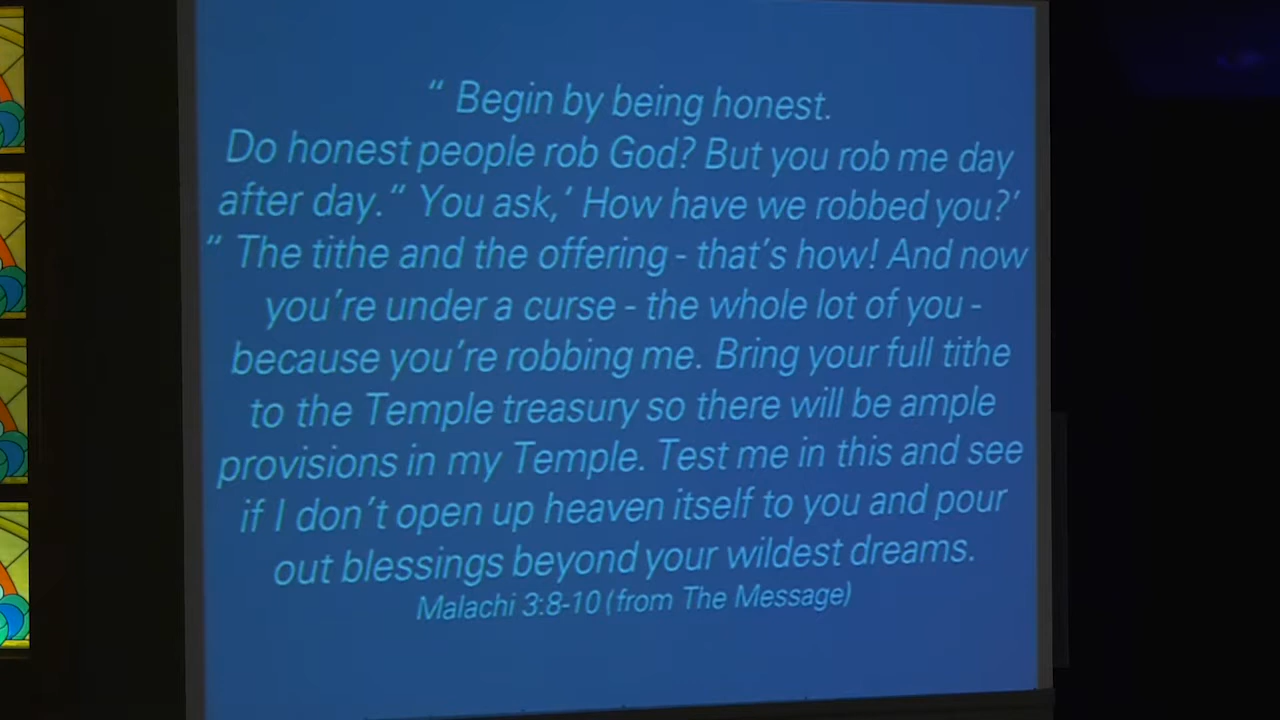 “ Begin by being honest.
Do honest people rob God? But you rob me day
after day.“ You ask,‘ How have we robbed you?’
“ The tithe and the offering - that’s how! And now
you’re under a curse - the whole lot of you -
because you’re robbing me. Bring your full tithe
to the Temple treasury so there will be ample
provisions in my Temple. Test me in this and see
if I don’t open up heaven itself to you and pour
out blessings beyond your wildest dreams.
Malachi 3:8-10 (from The Message)